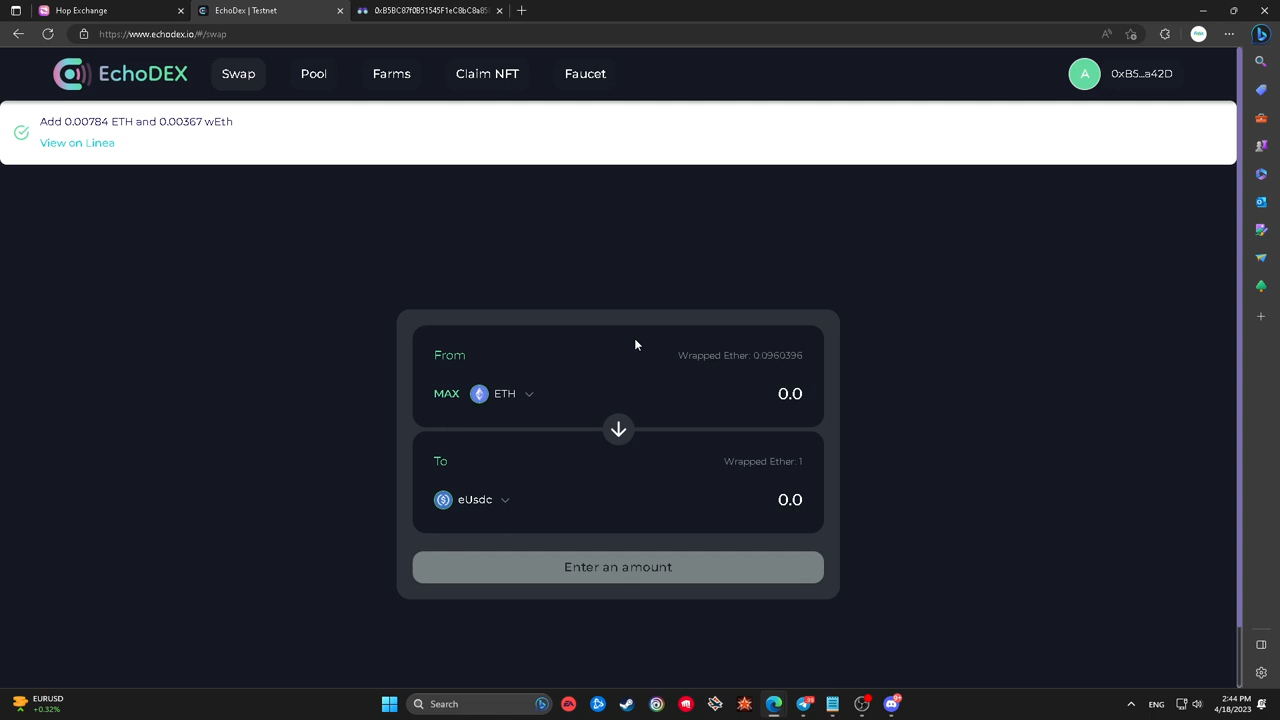 Hop Exchange
EchoDex | Testnet
0xB5BC87f0B51545F1eC8bC8a85
https://www.echodex.io/#/swap
EchoDEX
Swap
Pool
Farms
Claim NFT
Faucet
A
0xB5...a42D
Add 0.00784 ETH and 0.00367 wEth
View on Linea
From
Wrapped Ether: 0.0960396
MAX
ETH
0.0
To
Wrapped Ether: 1
eUsdc
0.0
Enter an amount
EURUSD
+0.32%
Search
ENG
2:44 PM
4/18/2023